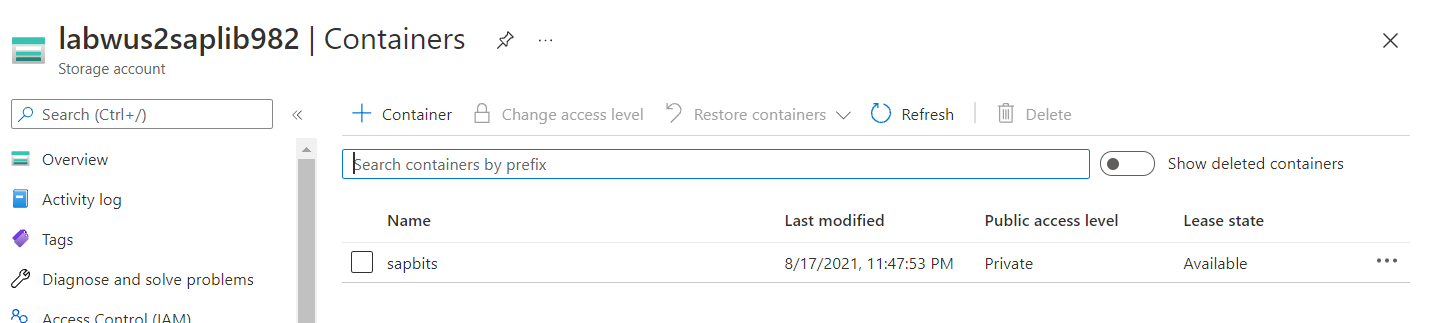 labwus2saplib982 | Containers ...
Storage account
Search (Ctrl+/) «
Container Change access level Restore containers Refresh Delete
Overview
Search containers by prefix Show deleted containers
Activity log
Name Last modified Public access level Lease state
Tags
sapbits 8/17/2021, 11:47:53 PM Private Available ...
Diagnose and solve problems
Access Control (IAM)